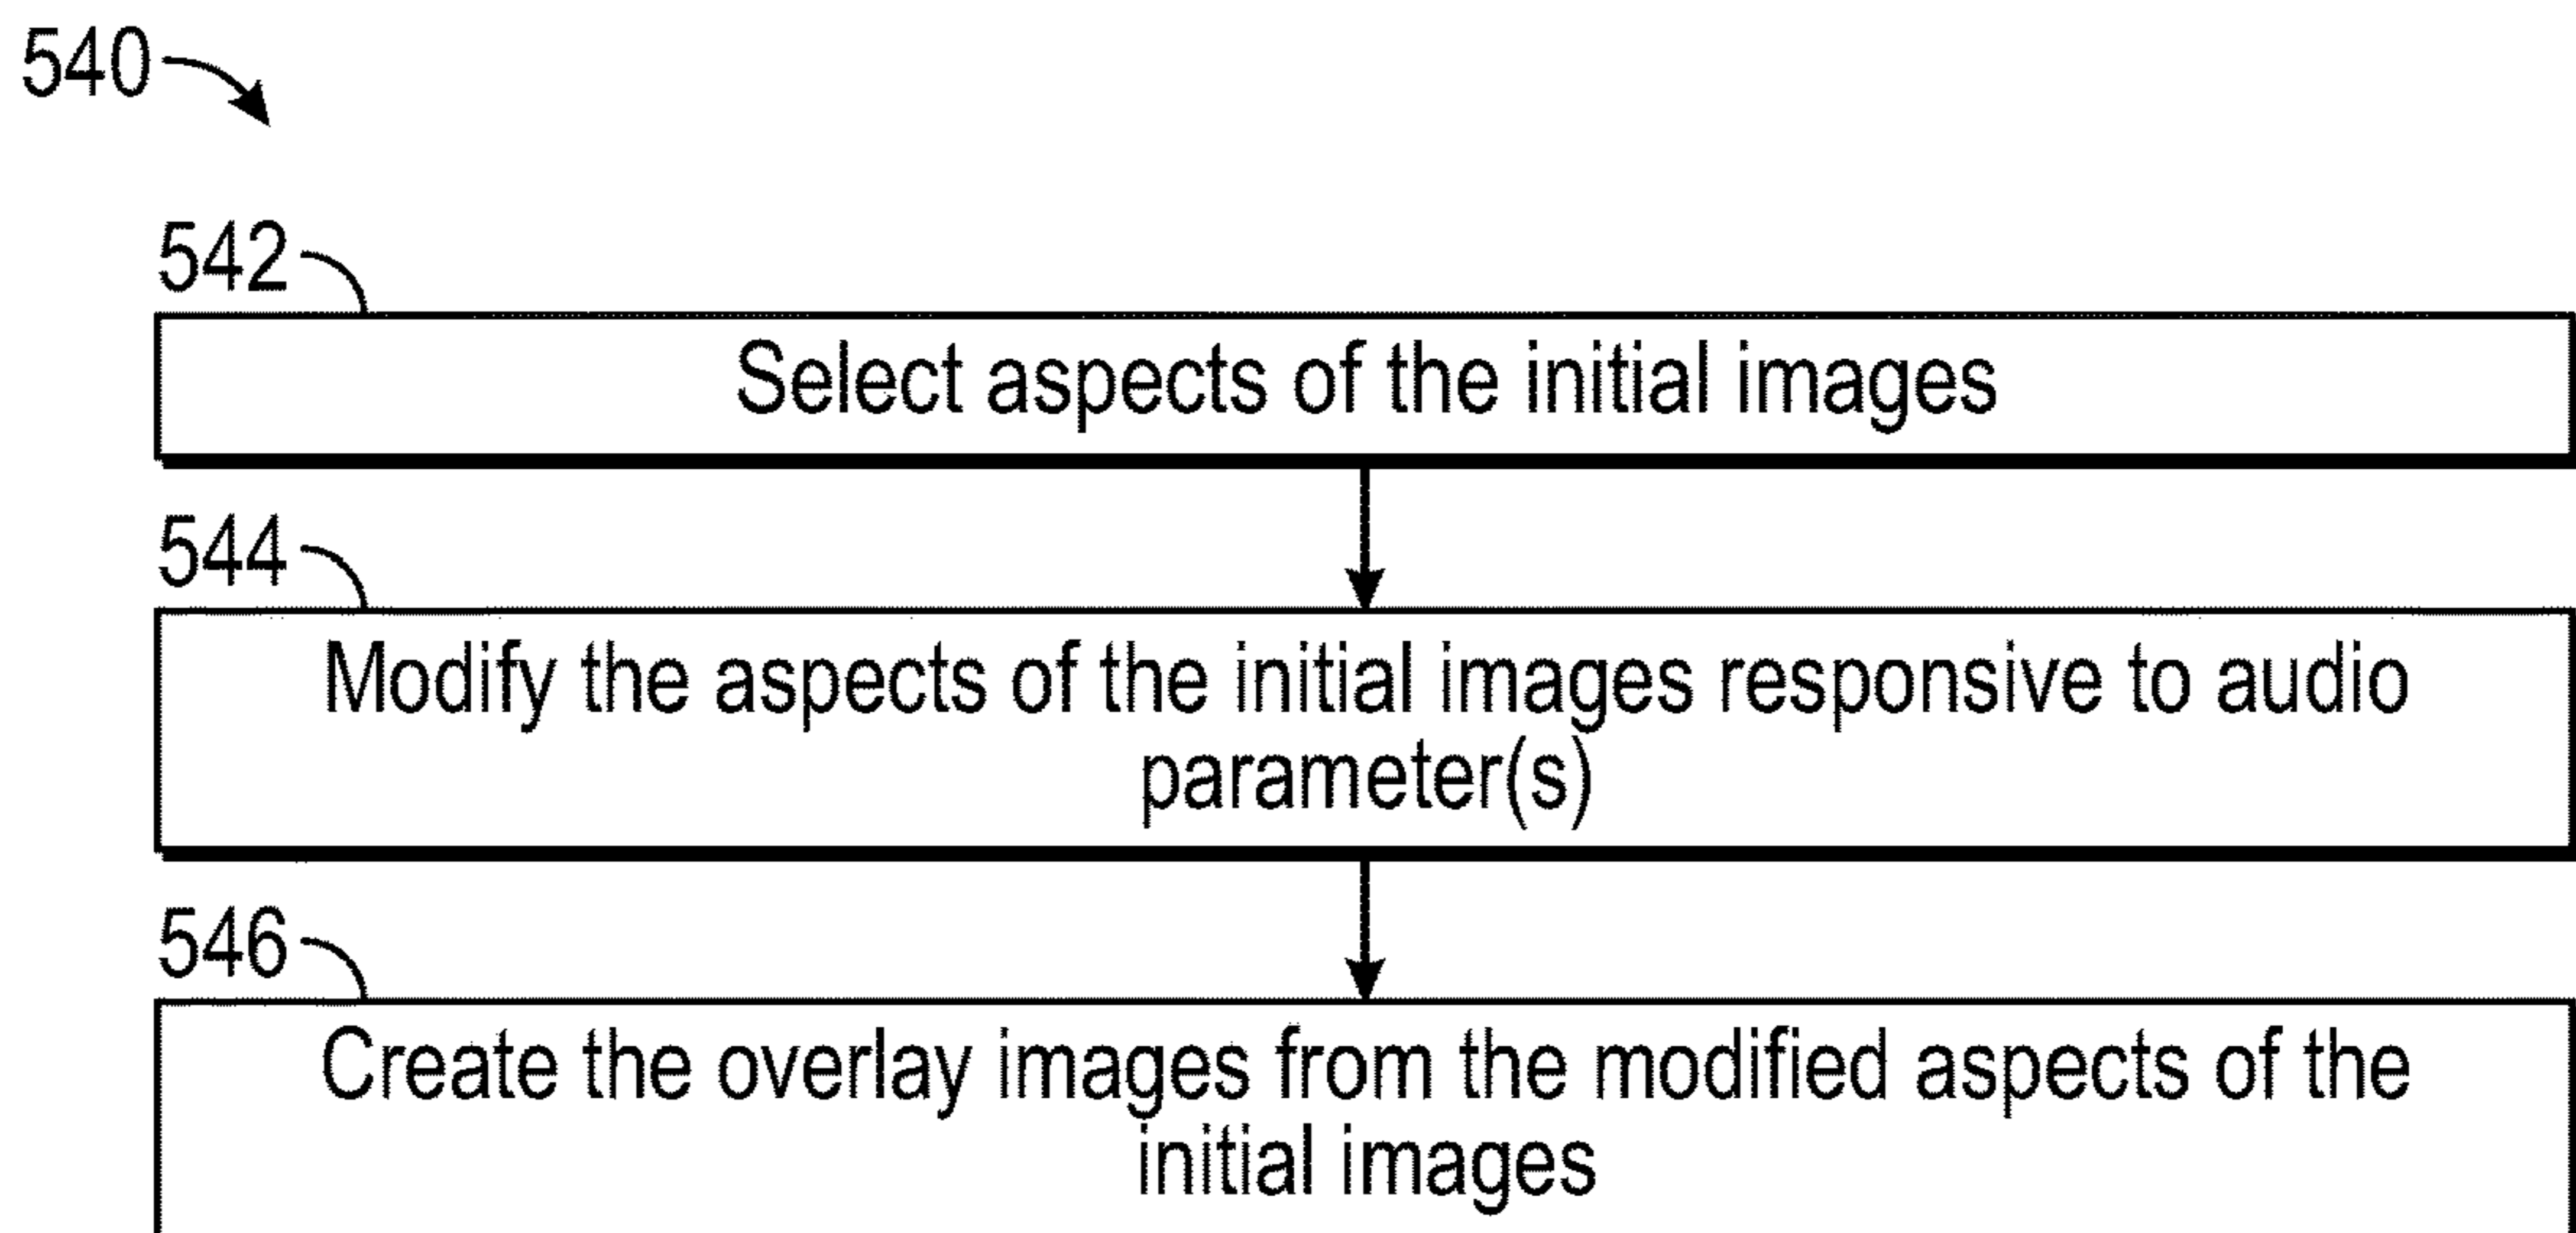 540
542
Select aspects of the initial images
544
Modify the aspects of the initial images responsive to audio
parameter(s)
546
Create the overlay images from the modified aspects of the
initial images